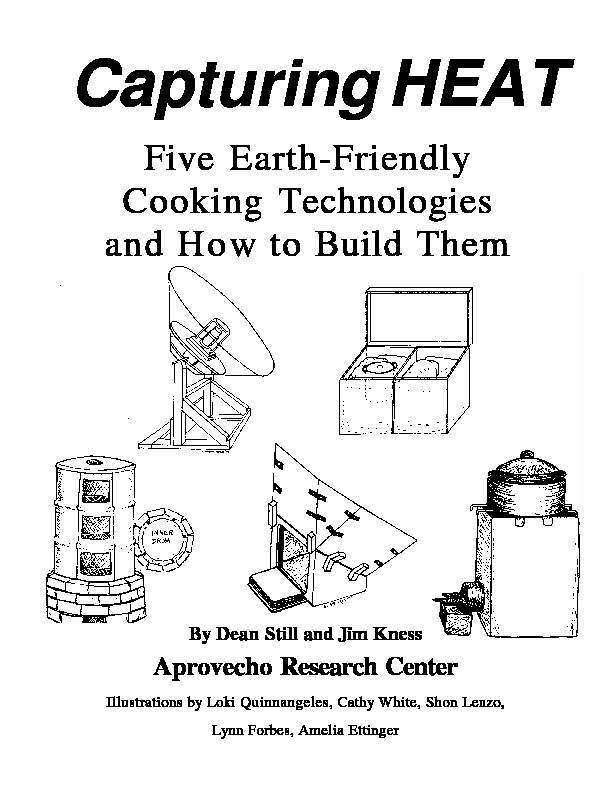 Capturing HEAT
Five Earth-Friendly
Cooking Technologies
and How to Build Them
INNER
DRUM
By Dean Still and Jim Kness
Aprovecho Research Center
Illustrations by Loki Quinnangeles, Cathy White, Shon Lenzo,
Lynn Forbes, Amelia Ettinger